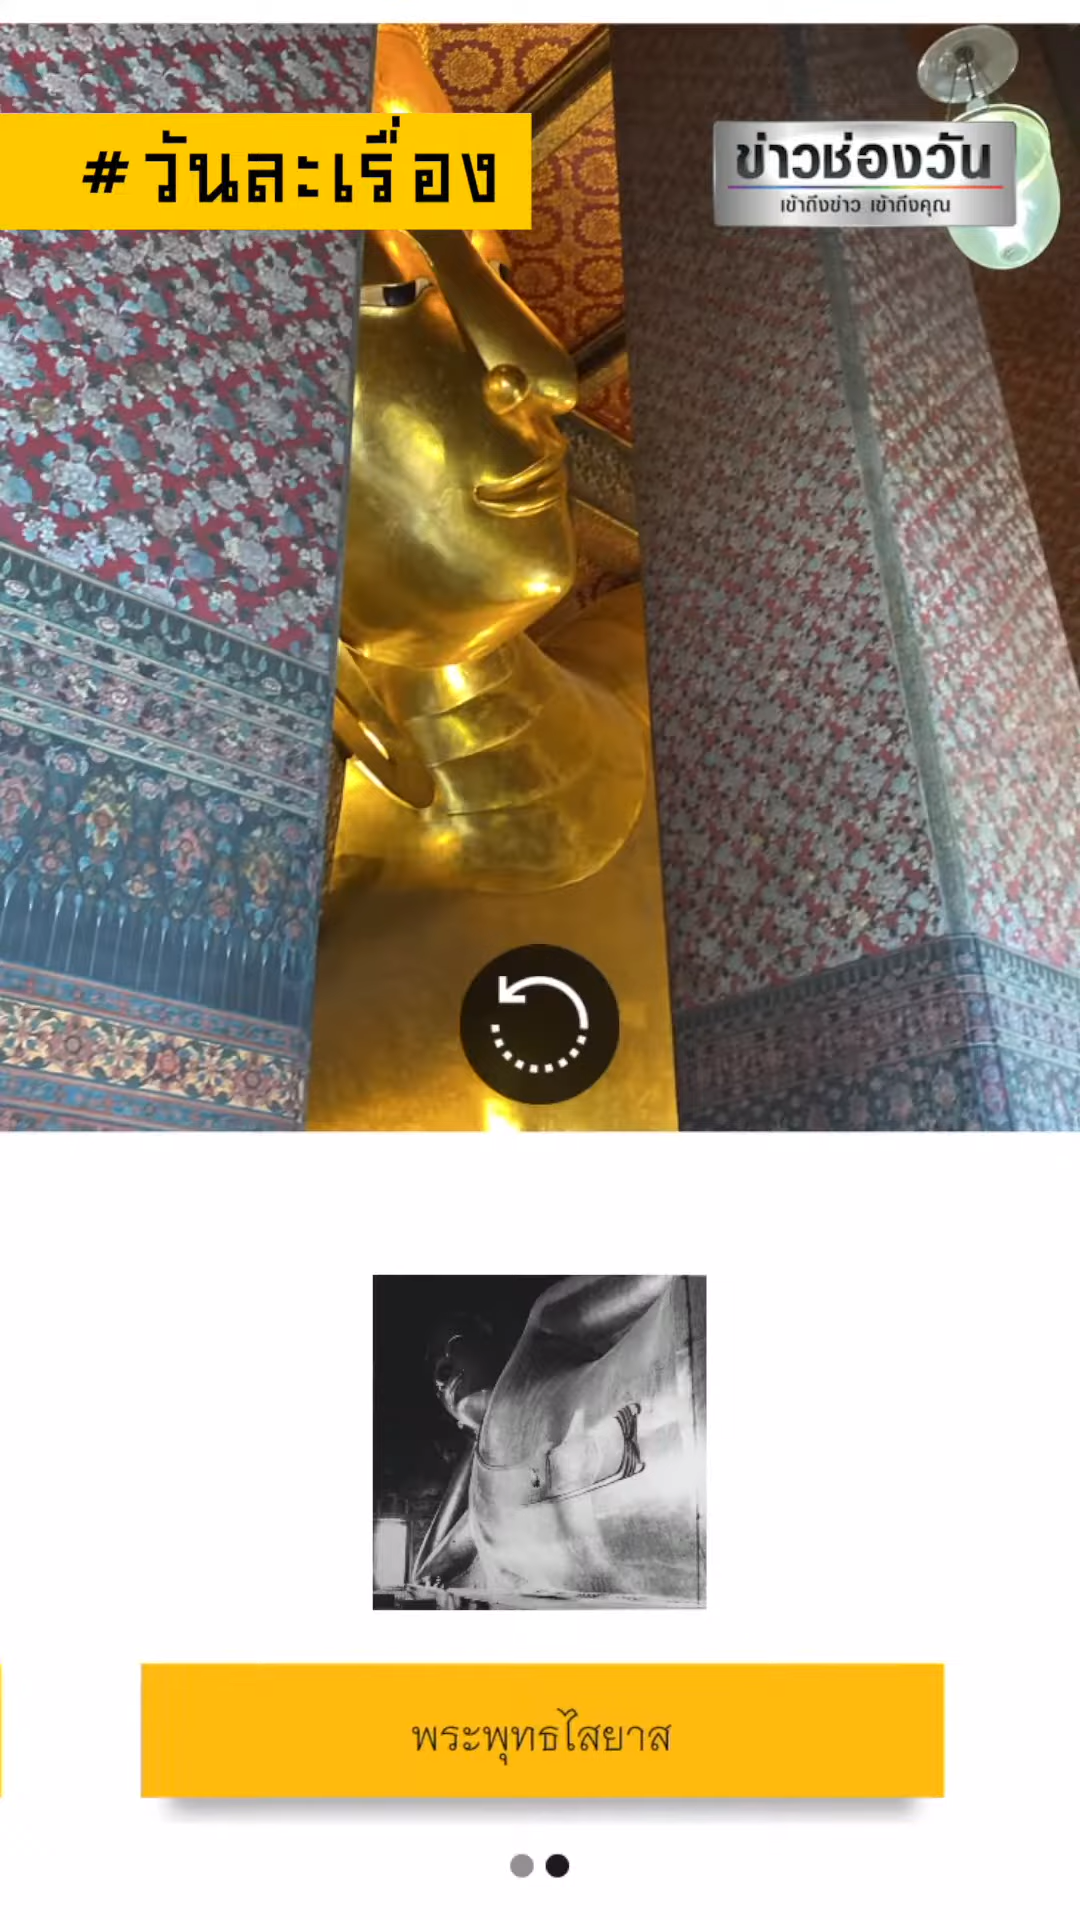 #วันละเรื่อง
ข่าวช่องวัน
เข้าถึงข่าว เข้าถึงคุณ
พระพุทธไสยาส